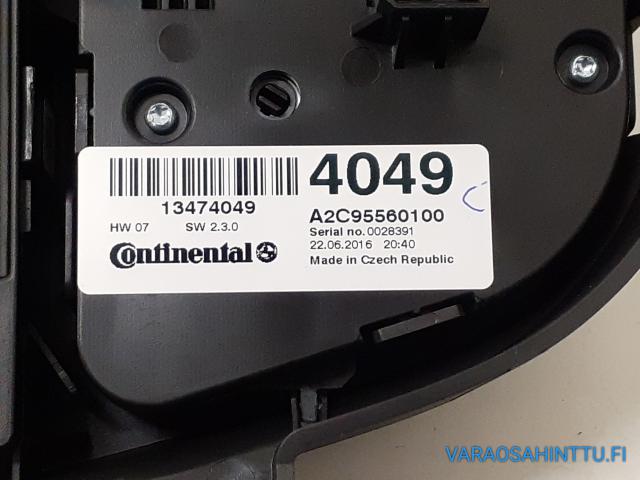 4049
13474049
HW 07 SW 2.3.0
A2C95560100
Serial no. 0028391
22.06.2016 20:40
Continental
Made in Czech Republic
VARAOSAHINTTU.FI